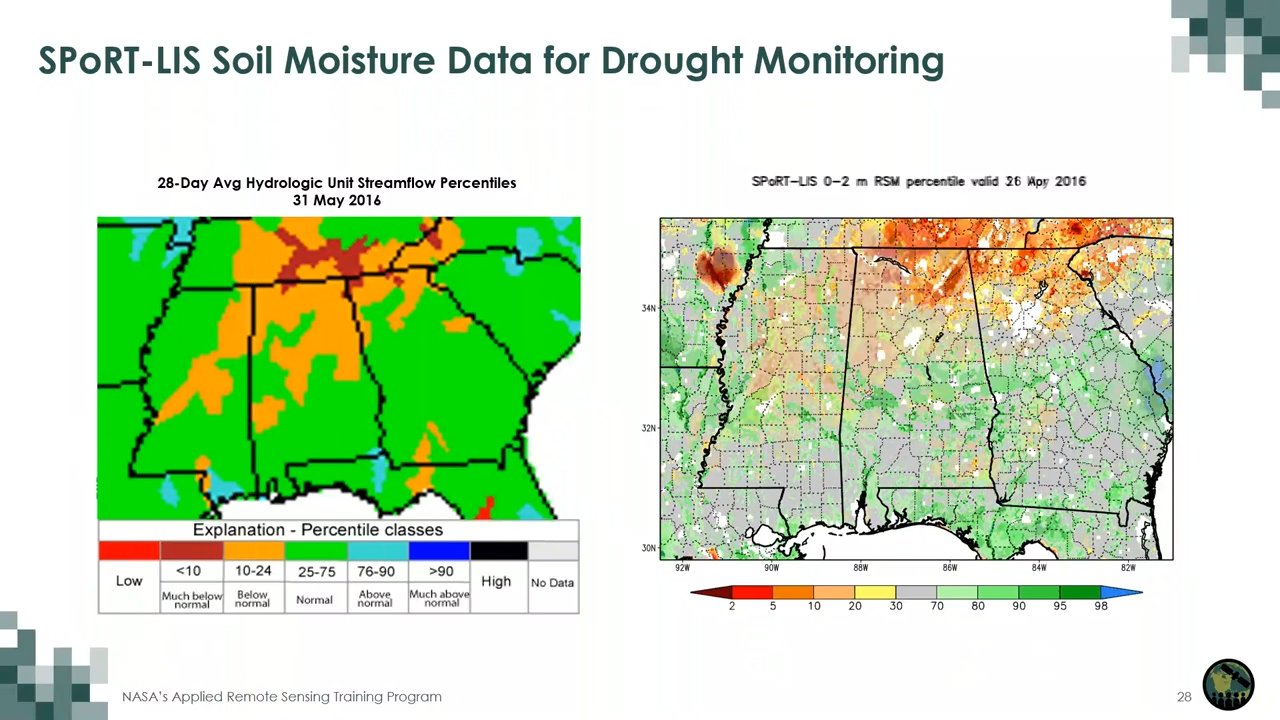 SPoRT-LIS Soil Moisture Data for Drought Monitoring
28-Day Avg Hydrologic Unit Streamflow Percentiles
31 May 2016
Explanation - Percentile classes
Low
<10
10-24
25-75
76-90
>90
High
No Data
Much below
normal
Below
normal
Normal
Above
normal
Much above
normal
SPoRT-LIS 0-2 m RSM percentile valid Apr 2016
34N
32N
30N
92W 90W 88W 86W 84W 82W
2 5 10 20 30 70 80 90 95 98
NASA's Applied Remote Sensing Training Program
28